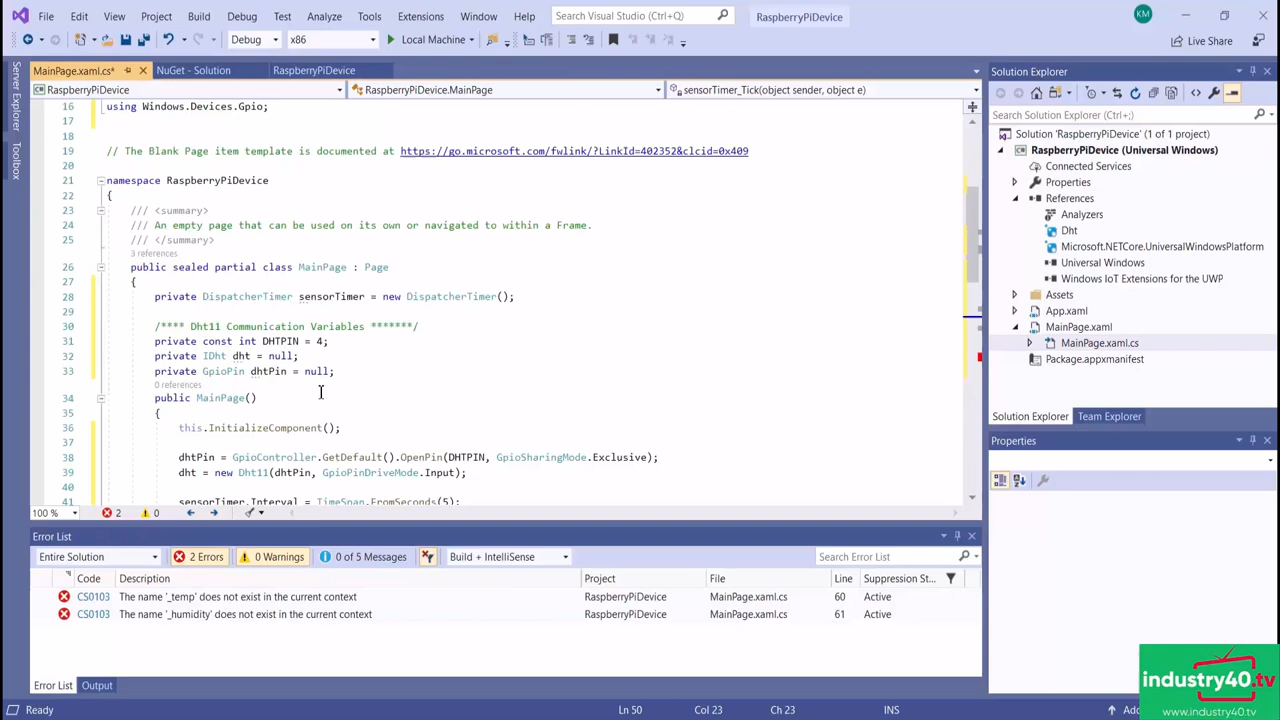 File Edit View Project Build Debug Test Analyze Tools Extensions Window Help Search Visual Studio (Ctrl+Q) RaspberryPiDevice KM
Debug x86 Local Machine Live Share
MainPage.xaml.cs* NuGet - Solution RaspberryPiDevice
RaspberryPiDevice RaspberryPiDevice.MainPage sensorTimer_Tick(object sender, object e)
16 using Windows.Devices.Gpio;
17
18
19 // The Blank Page item template is documented at https://go.microsoft.com/fwlink/?LinkId=402352&clcid=0x409
20
21 namespace RaspberryPiDevice
22 {
23 /// <summary>
24 /// An empty page that can be used on its own or navigated to within a Frame.
25 /// </summary>
3 references
26 public sealed partial class MainPage : Page
27 {
28 private DispatcherTimer sensorTimer = new DispatcherTimer();
29
30 /**** Dht11 Communication Variables *******/
31 private const int DHTPIN = 4;
32 private IDht dht = null;
33 private GpioPin dhtPin = null;
0 references
34 public MainPage()
35 {
36 this.InitializeComponent();
37
38 dhtPin = GpioController.GetDefault().OpenPin(DHTPIN, GpioSharingMode.Exclusive);
39 dht = new Dht11(dhtPin, GpioPinDriveMode.Input);
40
41 sensorTimer.Interval = TimeSpan.FromSeconds(5);
100 % 2 0
Server Explorer
Toolbox
Error List
Entire Solution 2 Errors 0 Warnings 0 of 5 Messages Build + IntelliSense Search Error List
Code Description Project File Line Suppression St...
CS0103 The name '_temp' does not exist in the current context RaspberryPiDevice MainPage.xaml.cs 60 Active
CS0103 The name '_humidity' does not exist in the current context RaspberryPiDevice MainPage.xaml.cs 61 Active
Error List Output
Solution Explorer
Search Solution Explorer (Ctrl+;)
Solution 'RaspberryPiDevice' (1 of 1 project)
RaspberryPiDevice (Universal Windows)
Connected Services
Properties
References
Analyzers
Dht
Microsoft.NETCore.UniversalWindowsPlatform
Universal Windows
Windows IoT Extensions for the UWP
Assets
App.xaml
MainPage.xaml
MainPage.xaml.cs
Package.appxmanifest
Solution Explorer Team Explorer
Properties
industry40.tv
www.industry40.tv
Ready Ln 50 Col 23 Ch 23 INS